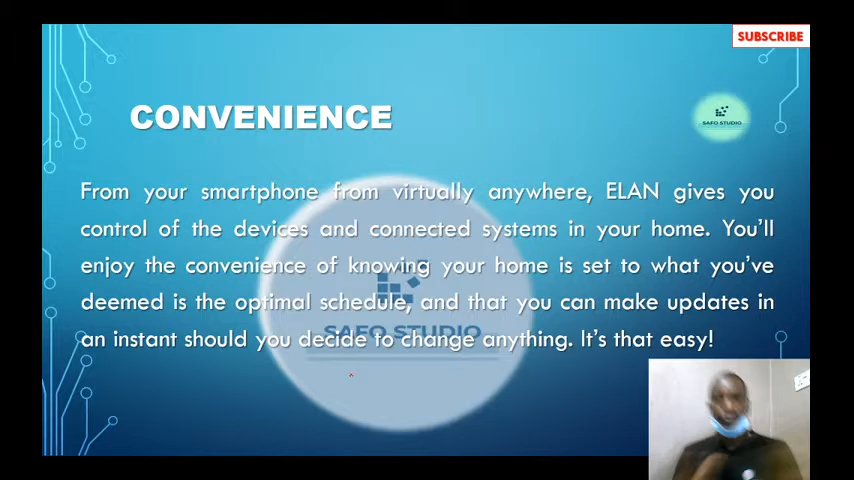 SUBSCRIBE
CONVENIENCE
SAFO STUDIO
From your smartphone from virtually anywhere, ELAN gives you
control of the devices and connected systems in your home. You'll
enjoy the convenience of knowing your home is set to what you've
deemed is the optimal schedule, and that you can make updates in
an instant should you decide to change anything. It's that easy!
SAFO STUDIO